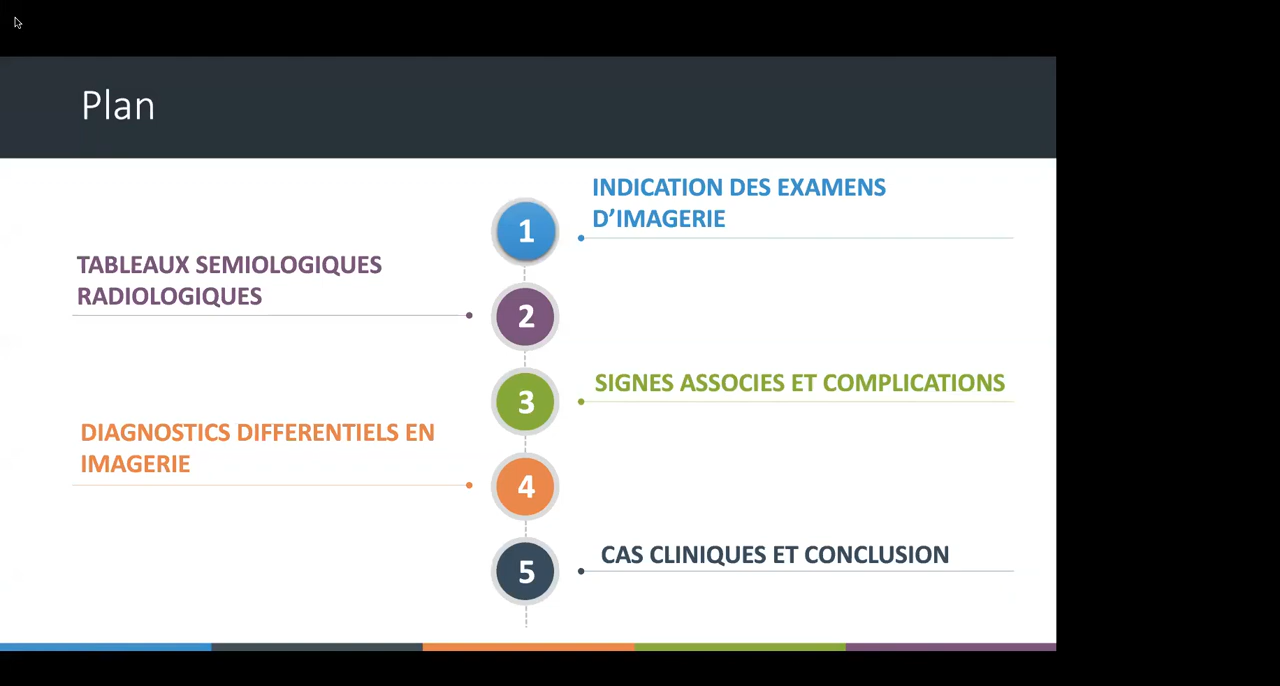 Plan
1
INDICATION DES EXAMENS
D’IMAGERIE
2
TABLEAUX SEMIOLOGIQUES
RADIOLOGIQUES
3
SIGNES ASSOCIES ET COMPLICATIONS
4
DIAGNOSTICS DIFFERENTIELS EN
IMAGERIE
5
CAS CLINIQUES ET CONCLUSION